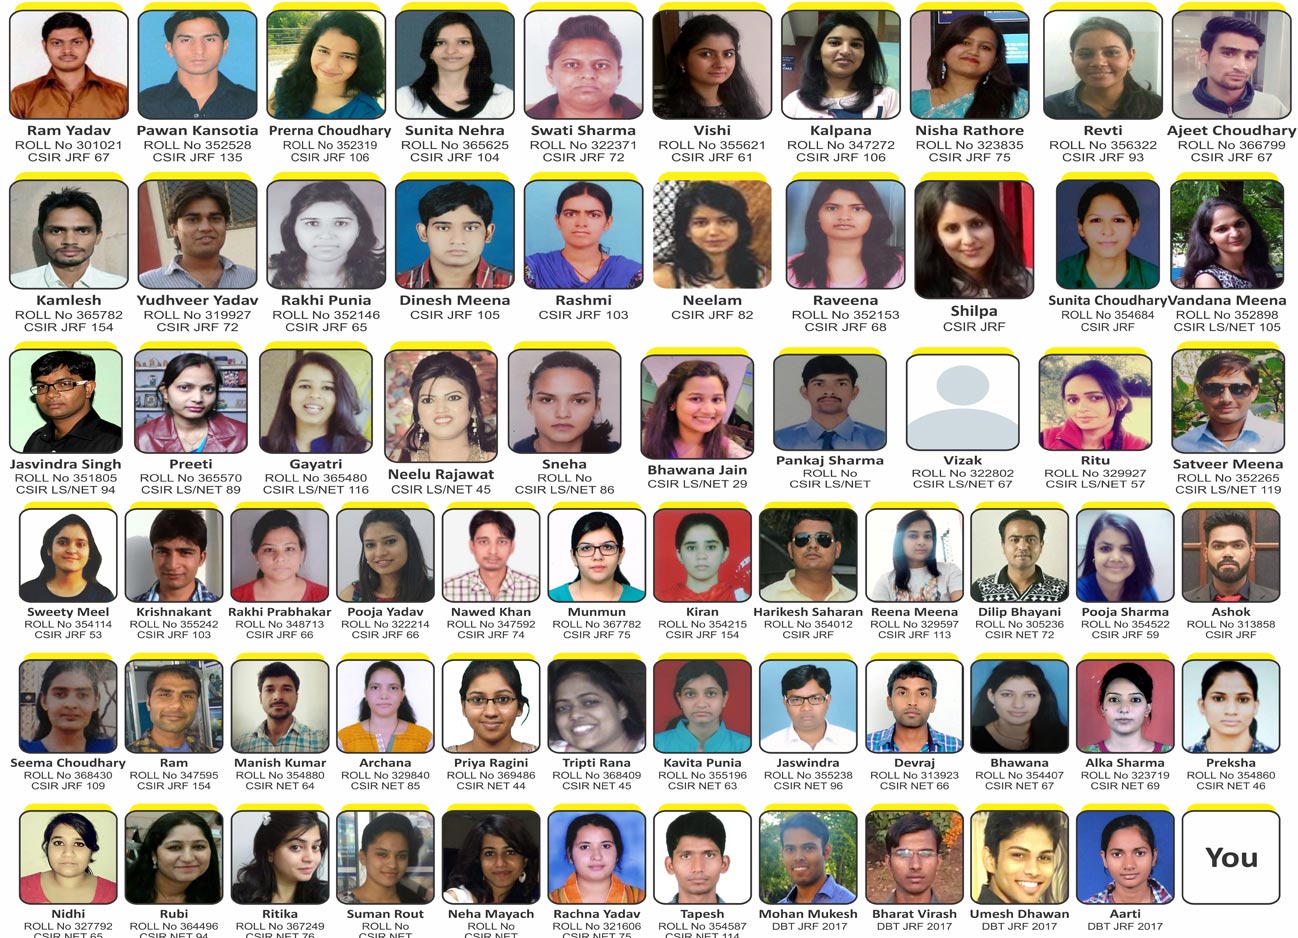 Ram Yadav
ROLL No 301021
CSIR JRF 67
Pawan Kansotia
ROLL No 352528
CSIR JRF 135
Prerna Choudhary
ROLL No 352319
CSIR JRF 106
Sunita Nehra
ROLL No 365625
CSIR JRF 104
Swati Sharma
ROLL No 322371
CSIR JRF 72
Vishi
ROLL No 355621
CSIR JRF 61
Kalpana
ROLL No 347272
CSIR JRF 106
Nisha Rathore
ROLL No 323835
CSIR JRF 75
Revti
ROLL No 356322
CSIR JRF 93
Ajeet Choudhary
ROLL No 366799
CSIR JRF 67
Kamlesh
ROLL No 365782
CSIR JRF 154
Yudhveer Yadav
ROLL No 319927
CSIR JRF 72
Rakhi Punia
ROLL No 352146
CSIR JRF 65
Dinesh Meena
CSIR JRF 105
Rashmi
CSIR JRF 103
Neelam
CSIR JRF 82
Raveena
ROLL No 352153
CSIR JRF 68
Shilpa
CSIR JRF
Sunita Choudhary
ROLL No 354684
CSIR JRF
Vandana Meena
ROLL No 352898
CSIR LS/NET 105
Jasvindra Singh
ROLL No 351805
CSIR LS/NET 94
Preeti
ROLL No 365570
CSIR LS/NET 89
Gayatri
ROLL No 365480
CSIR LS/NET 116
Neelu Rajawat
CSIR LS/NET 45
Sneha
ROLL No
CSIR LS/NET 86
Bhawana Jain
CSIR LS/NET 29
Pankaj Sharma
ROLL No
CSIR LS/NET
Vizak
ROLL No 322802
CSIR LS/NET 67
Ritu
ROLL No 329927
CSIR LS/NET 57
Satveer Meena
ROLL No 352265
CSIR LS/NET 119
Sweety Meel
ROLL No 354114
CSIR JRF 53
Krishnakant
ROLL No 355242
CSIR JRF 103
Rakhi Prabhakar
ROLL No 348713
CSIR JRF 66
Pooja Yadav
ROLL No 322214
CSIR JRF 66
Nawed Khan
ROLL No 347592
CSIR JRF 74
Munmun
ROLL No 367782
CSIR JRF 75
Kiran
ROLL No 354215
CSIR JRF 154
Harikesh Saharan
ROLL No 354012
CSIR JRF
Reena Meena
ROLL No 329597
CSIR JRF 113
Dilip Bhayani
ROLL No 305236
CSIR NET 72
Pooja Sharma
ROLL No 354522
CSIR JRF 59
Ashok
ROLL No 313858
CSIR JRF
Seema Choudhary
ROLL No 368430
CSIR JRF 109
Ram
ROLL No 347595
CSIR JRF 154
Manish Kumar
ROLL No 354880
CSIR NET 64
Archana
ROLL No 329840
CSIR NET 85
Priya Ragini
ROLL No 369486
CSIR NET 44
Tripti Rana
ROLL No 368409
CSIR NET 45
Kavita Punia
ROLL No 355196
CSIR NET 63
Jaswindra
ROLL No 355238
CSIR NET 96
Devraj
ROLL No 313923
CSIR NET 66
Bhawana
ROLL No 354407
CSIR NET 67
Alka Sharma
ROLL No 323719
CSIR NET 69
Preksha
ROLL No 354860
CSIR NET 46
Nidhi
ROLL No 327792
CSIR NET 65
Rubi
ROLL No 364496
CSIR NET 94
Ritika
ROLL No 367249
CSIR NET 76
Suman Rout
ROLL No
CSIR NET
Neha Mayach
ROLL No
CSIR NET
Rachna Yadav
ROLL No 321606
CSIR NET 75
Tapesh
ROLL No 354587
CSIR NET 114
Mohan Mukesh
DBT JRF 2017
Bharat Virash
DBT JRF 2017
Umesh Dhawan
DBT JRF 2017
Aarti
DBT JRF 2017
You